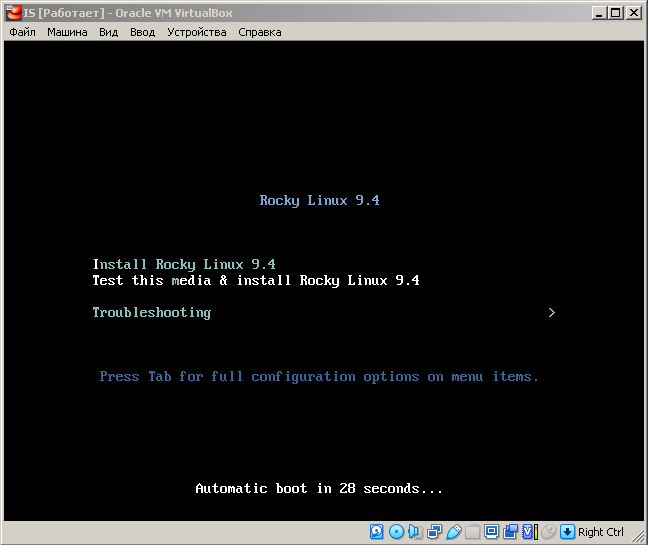 IS [Работает] - Oracle VM VirtualBox
Файл Машина Вид Ввод Устройства Справка
Rocky Linux 9.4
Install Rocky Linux 9.4
Test this media & install Rocky Linux 9.4
Troubleshooting >
Press Tab for full configuration options on menu items.
Automatic boot in 28 seconds...
Right Ctrl